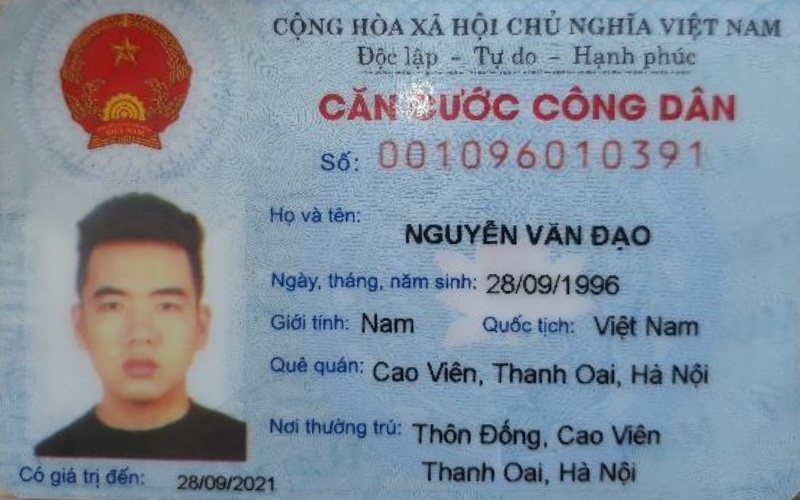 CỘNG HÒA XÃ HỘI CHỦ NGHĨA VIỆT NAM
Độc lập - Tự do - Hạnh phúc
CĂN CƯỚC CÔNG DÂN
Số: 001096010391
Họ và tên: NGUYỄN VĂN ĐẠO
Ngày, tháng, năm sinh: 28/09/1996
Giới tính: Nam Quốc tịch: Việt Nam
Quê quán: Cao Viên, Thanh Oai, Hà Nội
Nơi thường trú: Thôn Đống, Cao Viên
Thanh Oai, Hà Nội
Có giá trị đến: 28/09/2021
VIỆT NAM